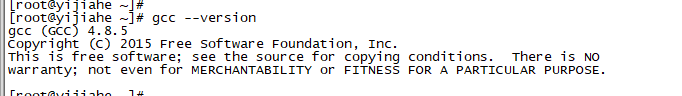 [root@yijiahe ~]#
[root@yijiahe ~]# gcc --version
gcc (GCC) 4.8.5
Copyright (C) 2015 Free Software Foundation, Inc.
This is free software; see the source for copying conditions.  There is NO
warranty; not even for MERCHANTABILITY or FITNESS FOR A PARTICULAR PURPOSE.
[root@yijiahe ~]#